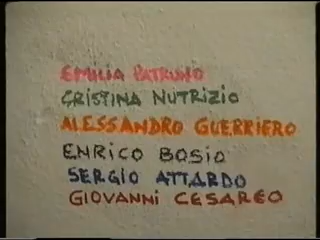 EMILIA PATRUNO
CRISTINA NUTRIZIO
ALESSANDRO GUERRIERO
ENRICO BOSIO
SERGIO ATTARDO
GIOVANNI CESAREO